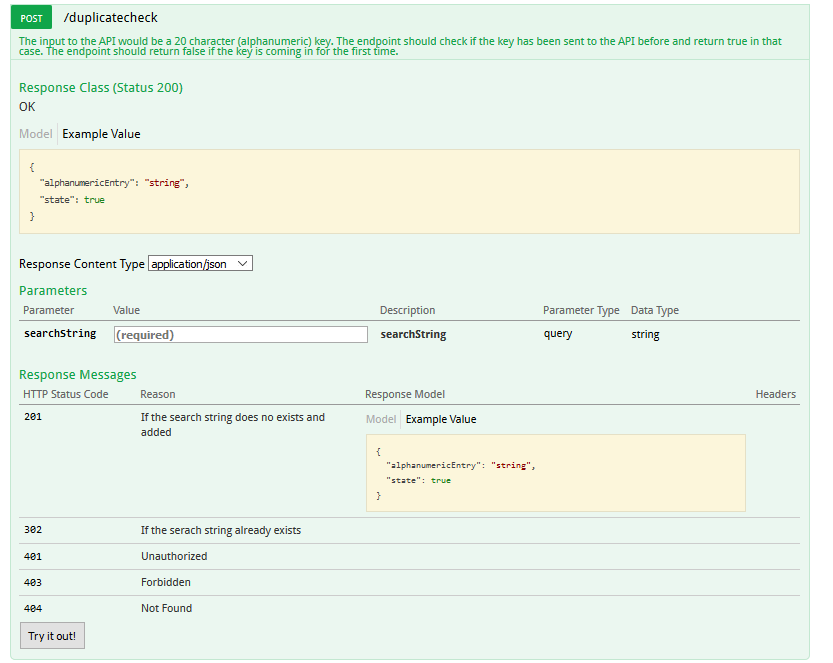 POST /duplicatecheck
The input to the API would be a 20 character (alphanumeric) key. The endpoint should check if the key has been sent to the API before and return true in that
case. The endpoint should return false if the key is coming in for the first time.
Response Class (Status 200)
OK
Model Example Value
{
"alphanumericEntry": "string",
"state": true
}
Response Content Type application/json
Parameters
Parameter Value Description Parameter Type Data Type
searchString (required) searchString query string
Response Messages
HTTP Status Code Reason Response Model Headers
201 If the search string does no exists and
added
Model Example Value
{
"alphanumericEntry": "string",
"state": true
}
302 If the serach string already exists
401 Unauthorized
403 Forbidden
404 Not Found
Try it out!